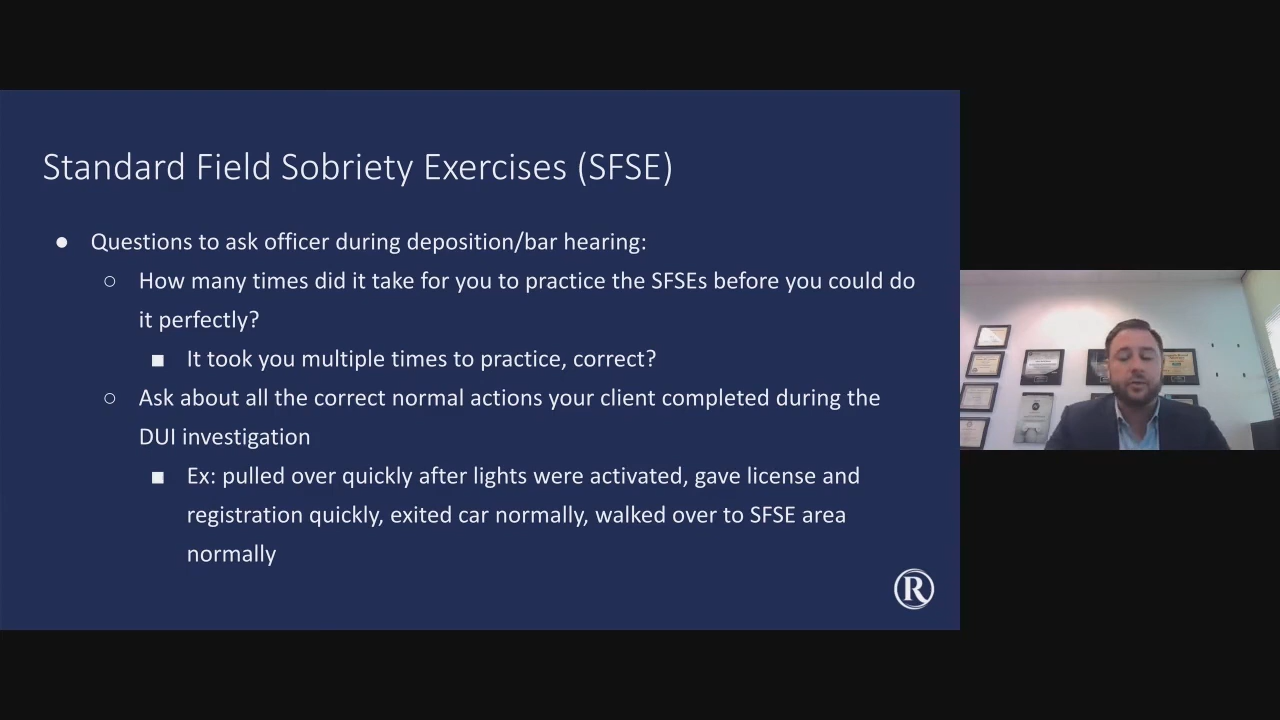 Standard Field Sobriety Exercises (SFSE)
● Questions to ask officer during deposition/bar hearing:
○ How many times did it take for you to practice the SFSEs before you could do
it perfectly?
■ It took you multiple times to practice, correct?
○ Ask about all the correct normal actions your client completed during the
DUI investigation
■ Ex: pulled over quickly after lights were activated, gave license and
registration quickly, exited car normally, walked over to SFSE area
normally
R